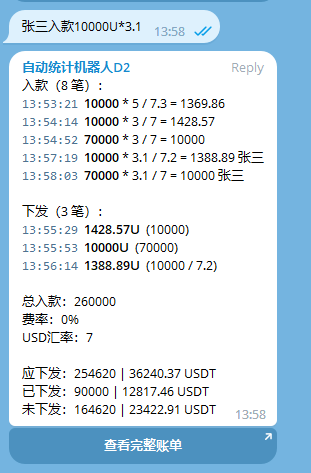 张三入款10000U*3.1
13:58
自动统计机器人D2 Reply
入款（8 笔）：
13:53:21 10000 * 5 / 7.3 = 1369.86
13:54:14 10000 * 3 / 7 = 1428.57
13:54:52 70000 * 3 / 7 = 10000
13:57:19 10000 * 3.1 / 7.2 = 1388.89 张三
13:58:03 70000 * 3.1 / 7 = 10000 张三
下发（3 笔）：
13:55:29 1428.57U (10000)
13:55:53 10000U (70000)
13:56:14 1388.89U (10000 / 7.2)
总入款：260000
费率：0%
USD汇率：7
应下发：254620 | 36240.37 USDT
已下发：90000 | 12817.46 USDT
未下发：164620 | 23422.91 USDT
13:58
查看完整账单